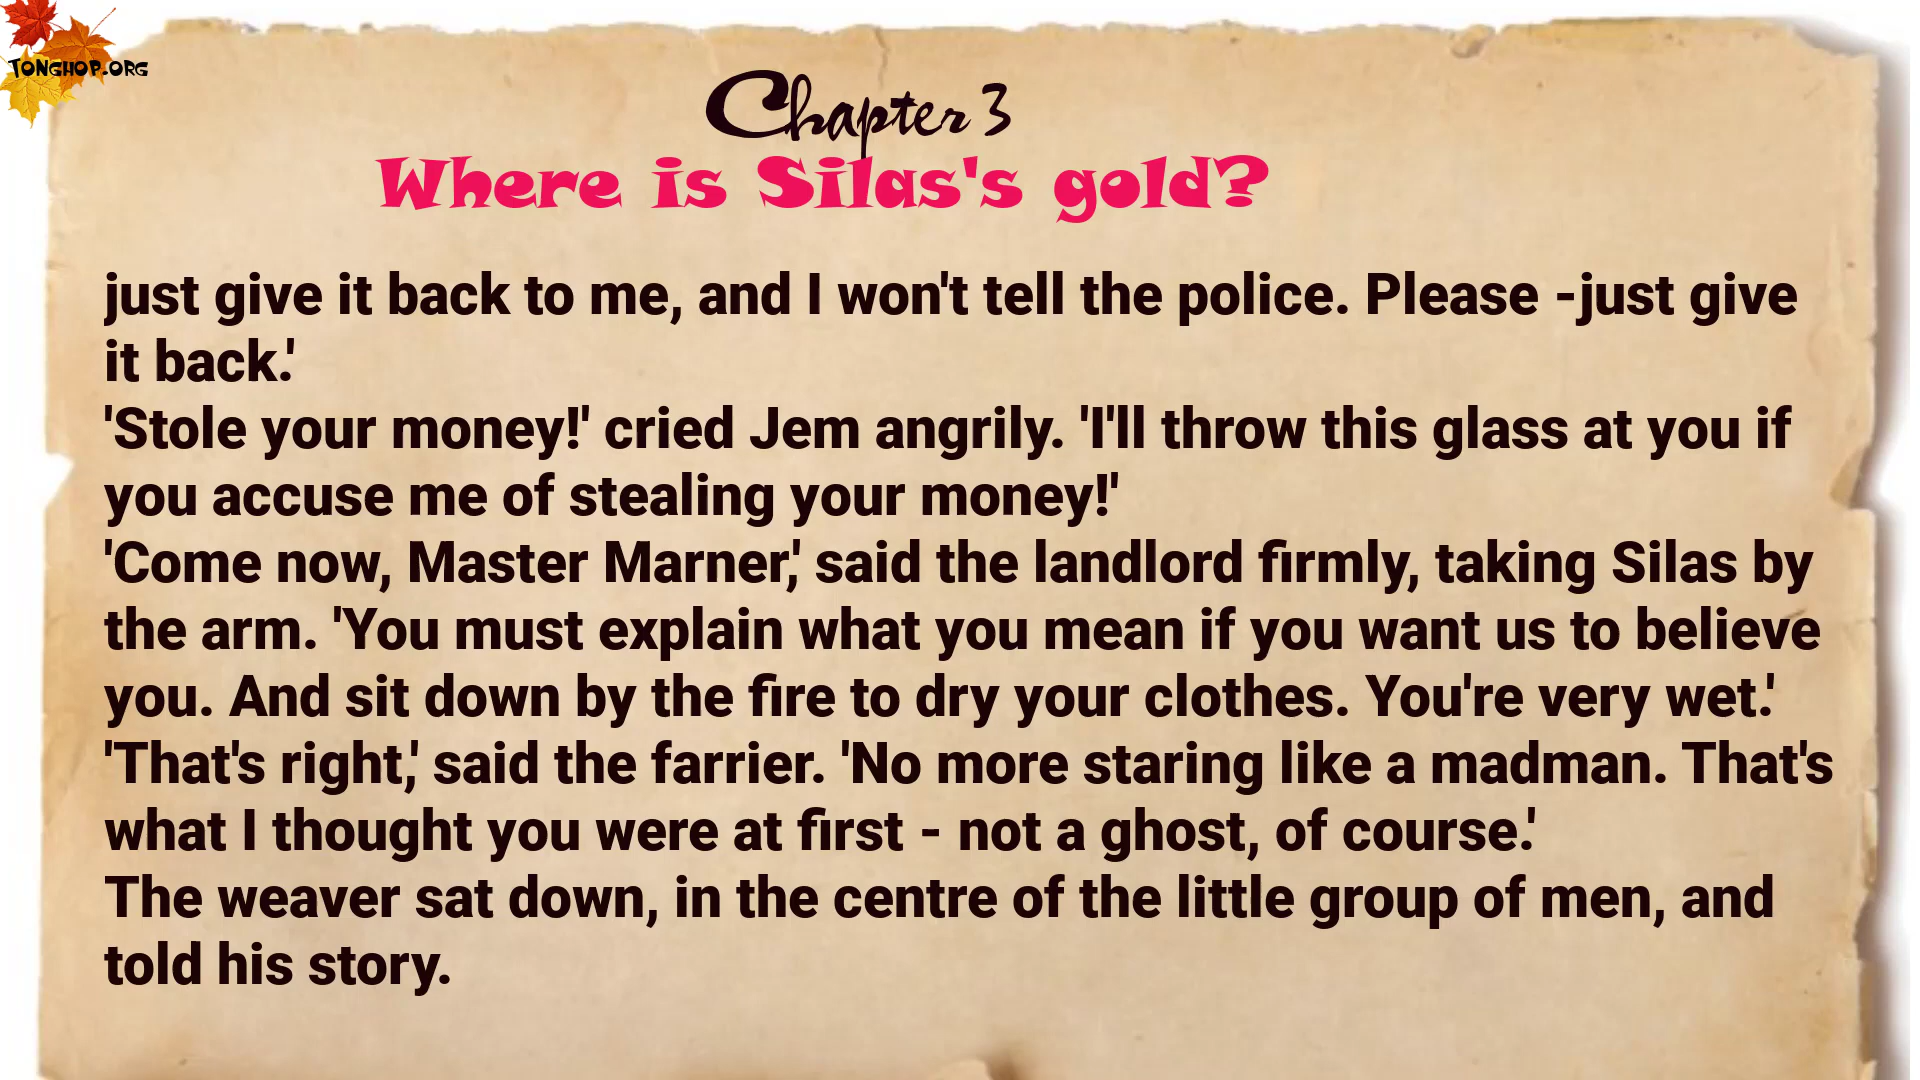 TONGHOP.ORG
Chapter 3
Where is Silas's gold?
just give it back to me, and I won't tell the police. Please -just give
it back.'
'Stole your money!' cried Jem angrily. 'I'll throw this glass at you if
you accuse me of stealing your money!'
'Come now, Master Marner,' said the landlord firmly, taking Silas by
the arm. 'You must explain what you mean if you want us to believe
you. And sit down by the fire to dry your clothes. You're very wet.'
'That's right,' said the farrier. 'No more staring like a madman. That's
what I thought you were at first - not a ghost, of course.'
The weaver sat down, in the centre of the little group of men, and
told his story.